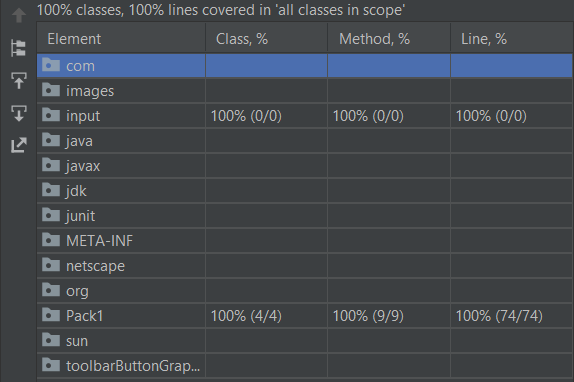 100% classes, 100% lines covered in 'all classes in scope'
Element Class, % Method, % Line, %
com
images
input 100% (0/0) 100% (0/0) 100% (0/0)
java
javax
jdk
junit
META-INF
netscape
org
Pack1 100% (4/4) 100% (9/9) 100% (74/74)
sun
toolbarButtonGrap...